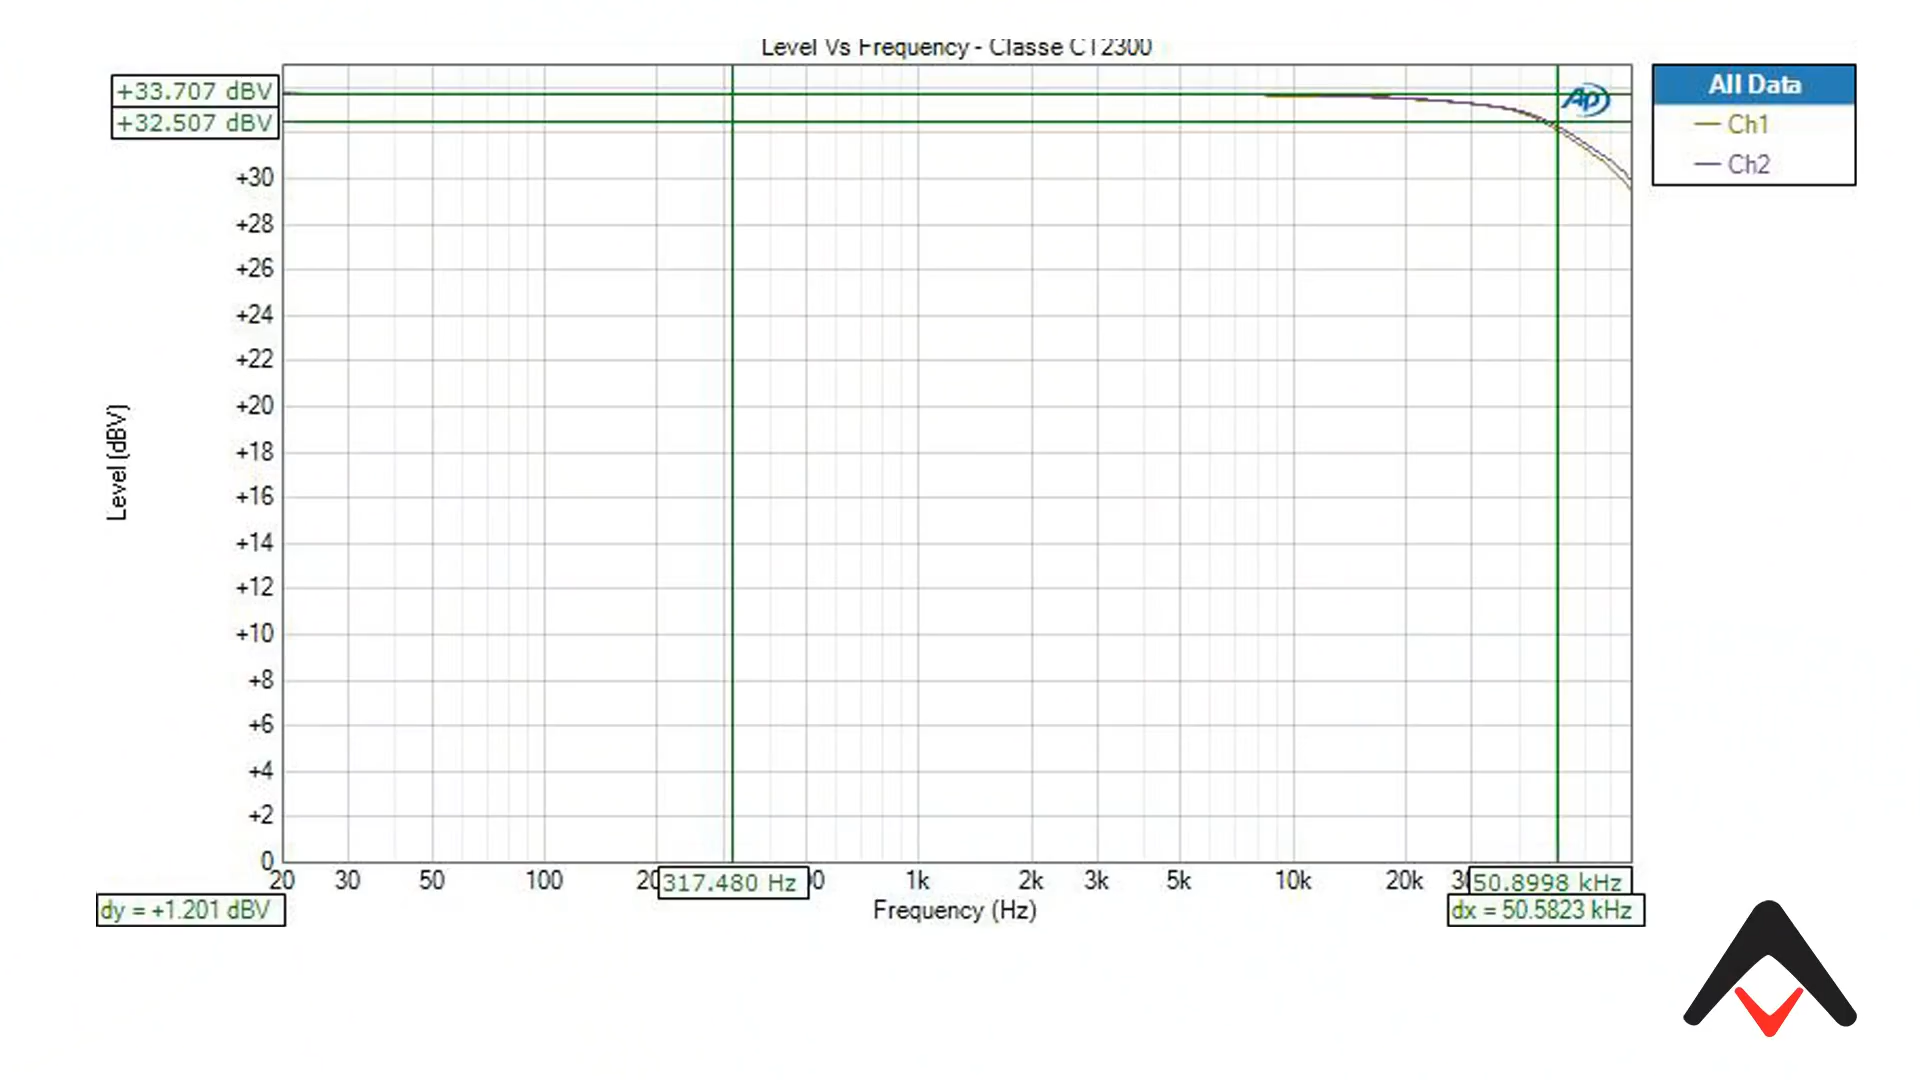 Level Vs Frequency - Classe CT2300
+33.707 dBV
+32.507 dBV
+30
+28
+26
+24
+22
+20
+18
+16
+14
+12
+10
+8
+6
+4
+2
0
Level (dBV)
20 30 50 100 317.480 Hz 1k 2k 3k 5k 10k 20k 50.8998 kHz
dy = +1.201 dBV
Frequency (Hz)
dx = 50.5823 kHz
AP
All Data
Ch1
Ch2